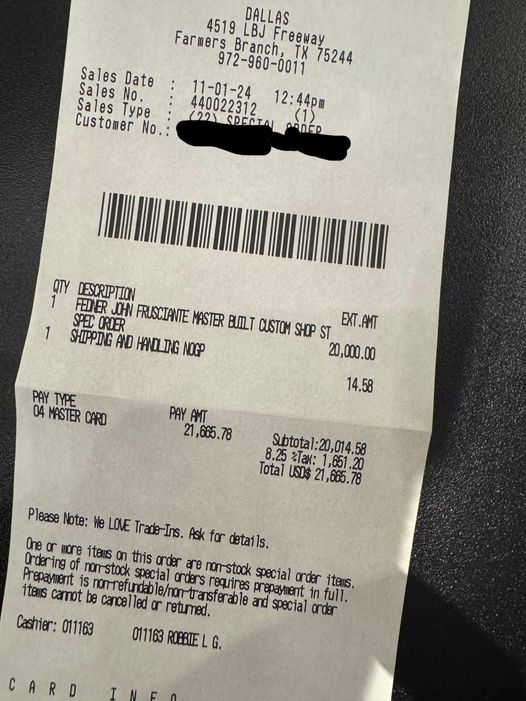 DALLAS
4519 LBJ Freeway
Farmers Branch, TX 75244
972-960-0011
Sales Date : 11-01-24 12:44pm
Sales No. : 440022312 (1)
Sales Type : (22) SPECIAL ORDER
Customer No.:
QTY DESCRIPTION EXT.AMT
1 FEDNER JOHN FRUSCIANTE MASTER BUILT CUSTOM SHOP ST
SPEC ORDER 20,000.00
1 SHIPPING AND HANDLING NOGP
14.58
PAY TYPE PAY AMT
04 MASTER CARD 21,665.78
Subtotal:20,014.58
8.25 %Tax: 1,651.20
Total USD$ 21,665.78
Please Note: We LOVE Trade-Ins. Ask for details.
One or more items on this order are non-stock special order items.
Ordering of non-stock special orders requires prepayment in full.
Prepayment is non-refundable/non-transferable and special order
items cannot be cancelled or returned.
Cashier: 011163 011163 ROBBIE L G.
CARD INFO